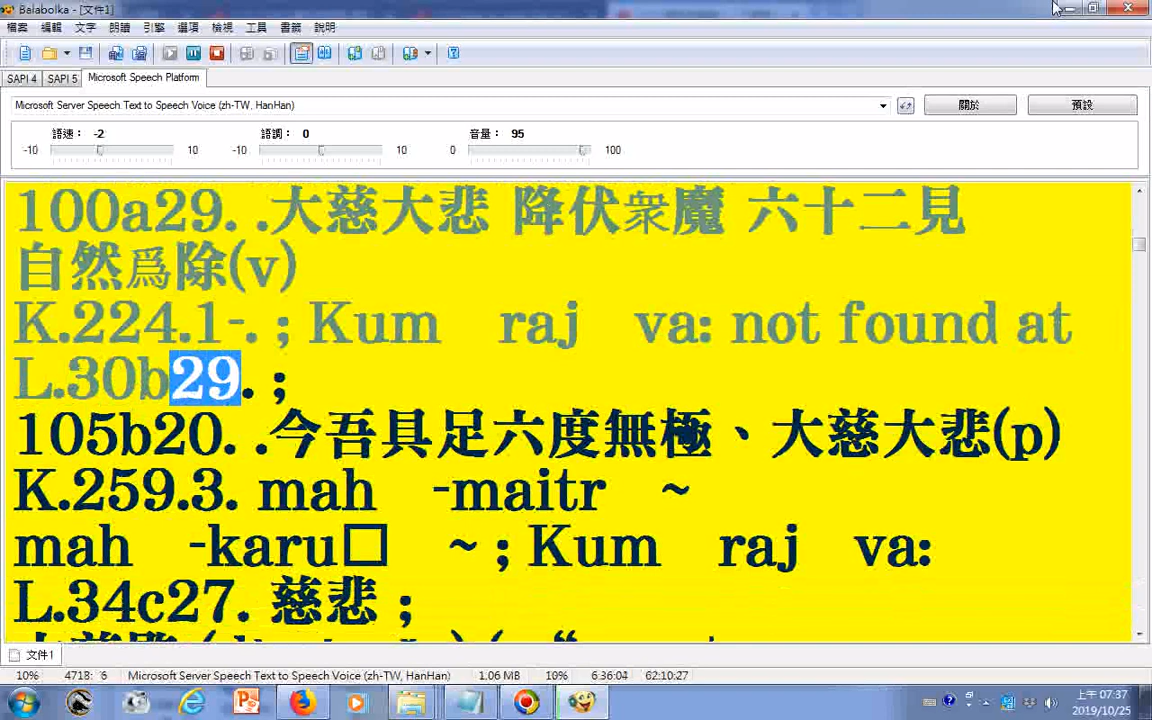 Balabolka - [文件1]
檔案 編輯 文字 朗讀 引擎 選項 檢視 工具 書籤 說明
SAPI 4 SAPI 5 Microsoft Speech Platform
Microsoft Server Speech Text to Speech Voice (zh-TW, HanHan)
關於 預設
語速： -2 語調： 0 音量： 95
-10 10 -10 10 0 100
100a29. .大慈大悲 降伏衆魔 六十二見
自然爲除(v)
K.224.1-. ; Kum raj va: not found at
L.30b29. ;
105b20. .今吾具足六度無極、大慈大悲(p)
K.259.3. mah -maitr ~
mah -karu□ ~ ; Kum raj va:
L.34c27. 慈悲 ;
文件1
10% 4718: 6 Microsoft Server Speech Text to Speech Voice (zh-TW, HanHan) 1.06 MB 10% 6:36:04 62:10:27
上午 07:37
2019/10/25